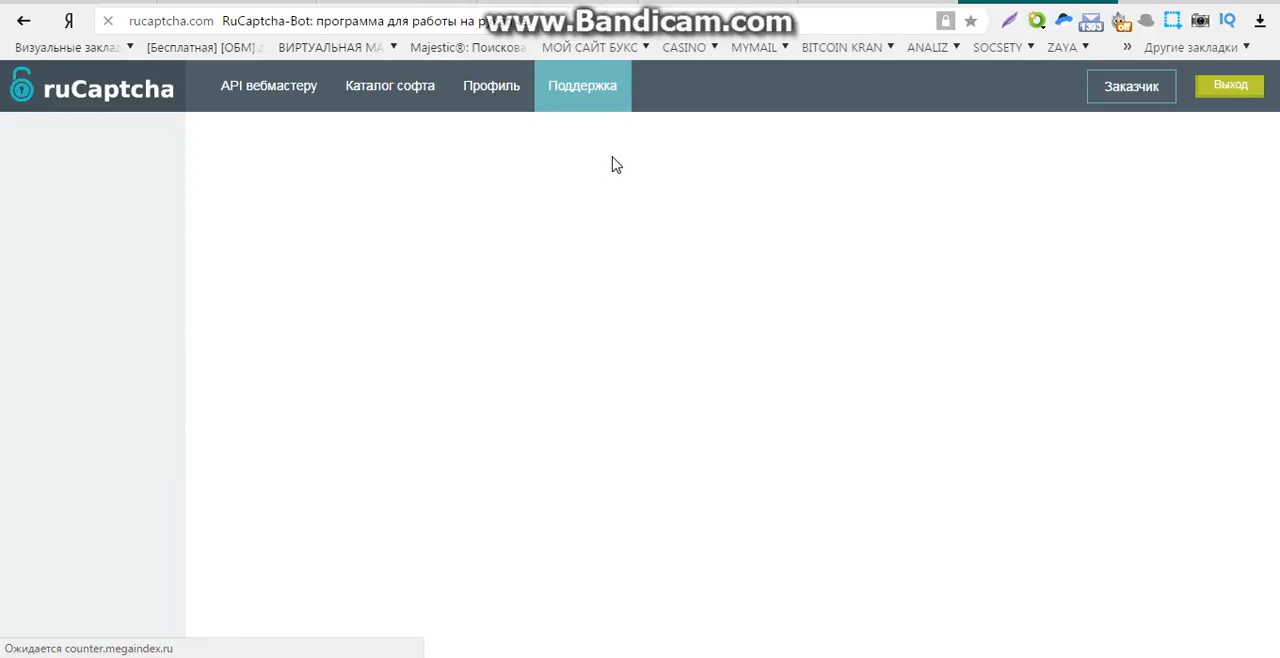 Я rucaptcha.com RuCaptcha-Bot: программа для работы на р
www.Bandicam.com
Визуальные заклад [Бесплатная] [ОБМ] ВИРТУАЛЬНАЯ МА Majestic®: Поискова МОЙ САЙТ БУКС CASINO MYMAIL BITCOIN KRAN ANALIZ SOCSETY ZAYA » Другие закладки
ruCaptcha API вебмастеру Каталог софта Профиль Поддержка Заказчик Выход
Ожидается counter.megaindex.ru